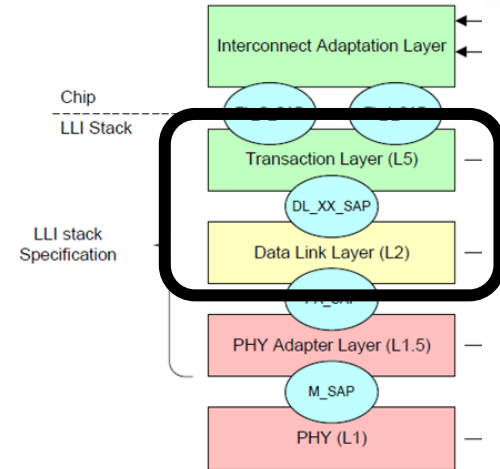 Interconnect Adaptation Layer
Chip
LLI Stack
Transaction Layer (L5)
DL_XX_SAP
LLI stack
Specification
Data Link Layer (L2)
PHY Adapter Layer (L1.5)
M_SAP
PHY (L1)